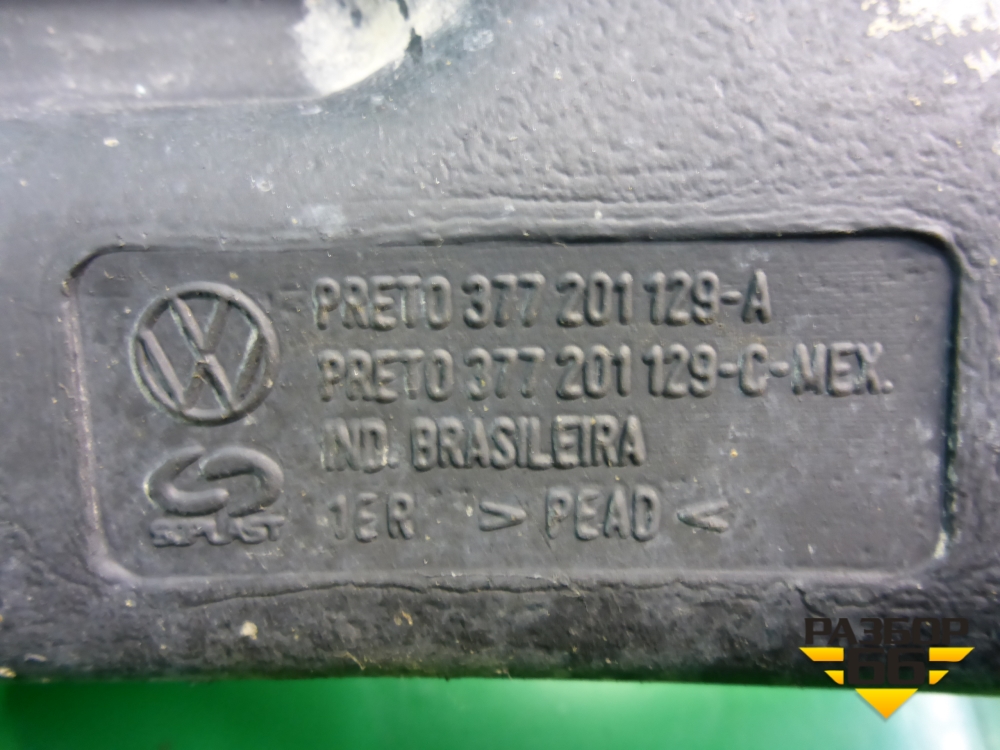 PRETO 377 201 129-A
PRETO 377 201 129-C-MEX.
IND. BRASILEIRA
1ER > PEAD <
РАЗБОР
66